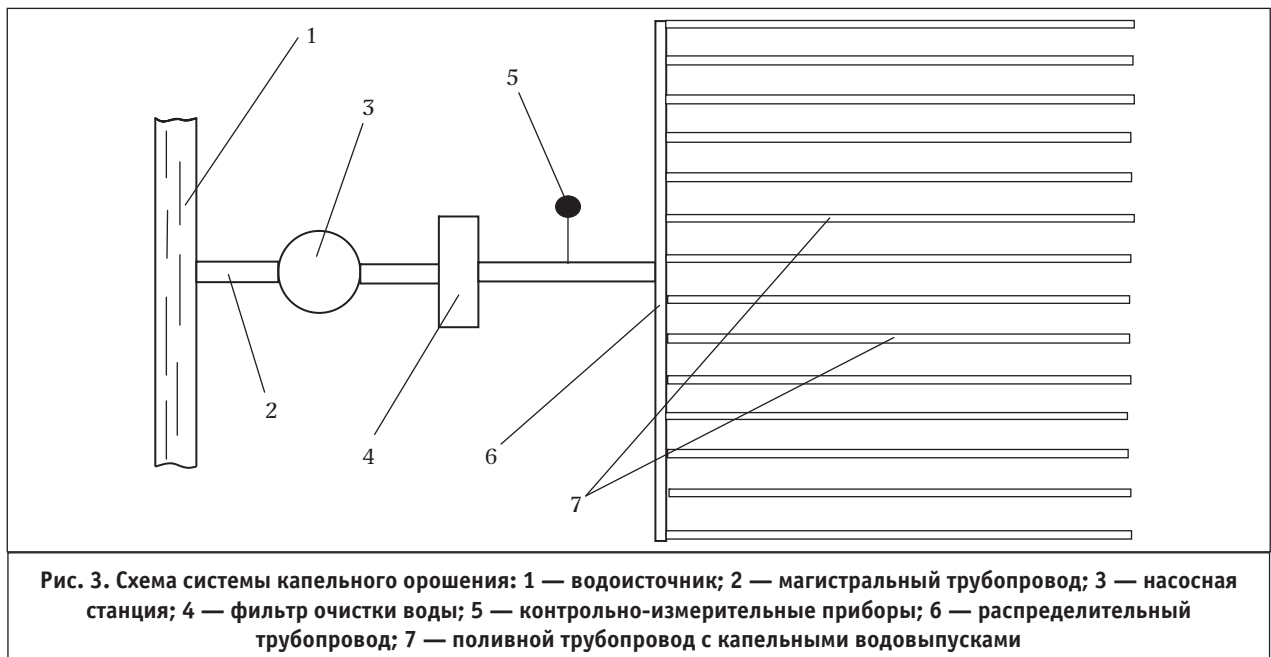 1
5
3
2
4
6
7
Рис. 3. Схема системы капельного орошения: 1 — водоисточник; 2 — магистральный трубопровод; 3 — насосная
станция; 4 — фильтр очистки воды; 5 — контрольно-измерительные приборы; 6 — распределительный
трубопровод; 7 — поливной трубопровод с капельными водовыпусками